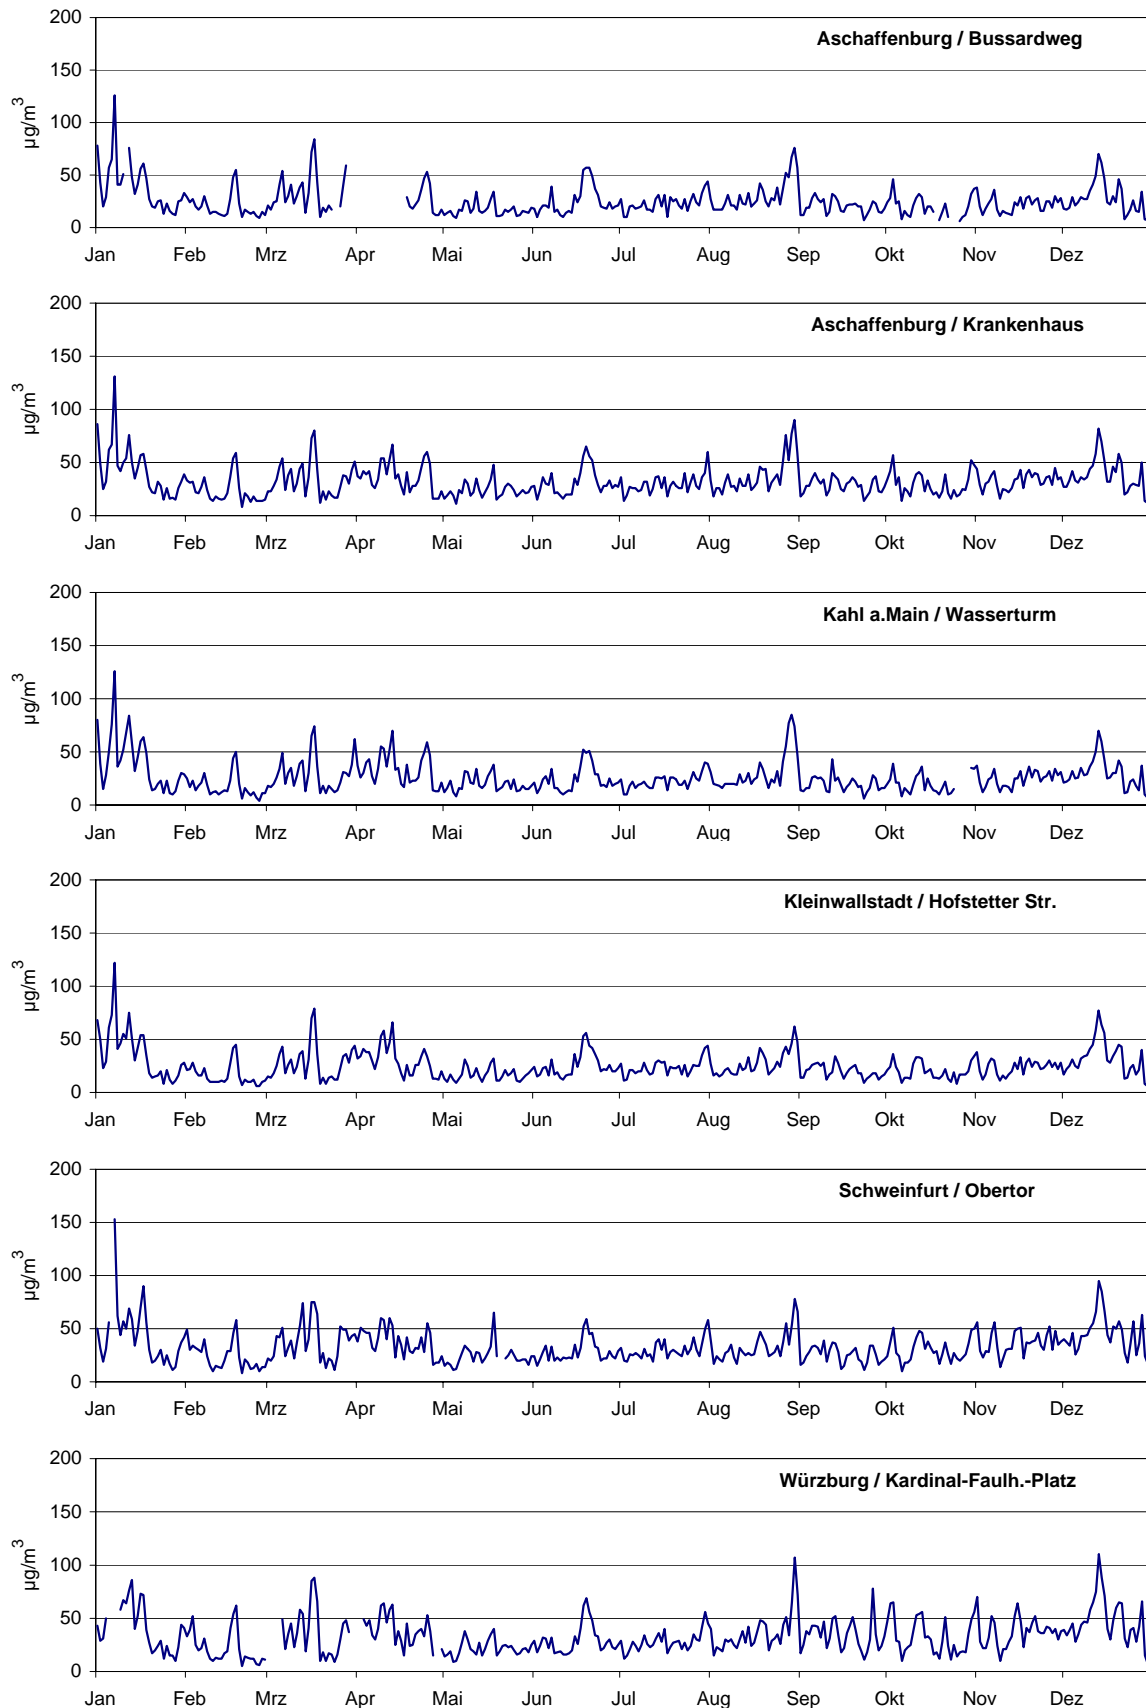 200
Aschaffenburg / Bussardweg
150
100
50
0
µg/m³
Jan Feb Mrz Apr Mai Jun Jul Aug Sep Okt Nov Dez
200
Aschaffenburg / Krankenhaus
150
100
50
0
µg/m³
Jan Feb Mrz Apr Mai Jun Jul Aug Sep Okt Nov Dez
200
Kahl a.Main / Wasserturm
150
100
50
0
µg/m³
Jan Feb Mrz Apr Mai Jun Jul Aug Sep Okt Nov Dez
200
Kleinwallstadt / Hofstetter Str.
150
100
50
0
µg/m³
Jan Feb Mrz Apr Mai Jun Jul Aug Sep Okt Nov Dez
200
Schweinfurt / Obertor
150
100
50
0
µg/m³
Jan Feb Mrz Apr Mai Jun Jul Aug Sep Okt Nov Dez
200
Würzburg / Kardinal-Faulh.-Platz
150
100
50
0
µg/m³
Jan Feb Mrz Apr Mai Jun Jul Aug Sep Okt Nov Dez